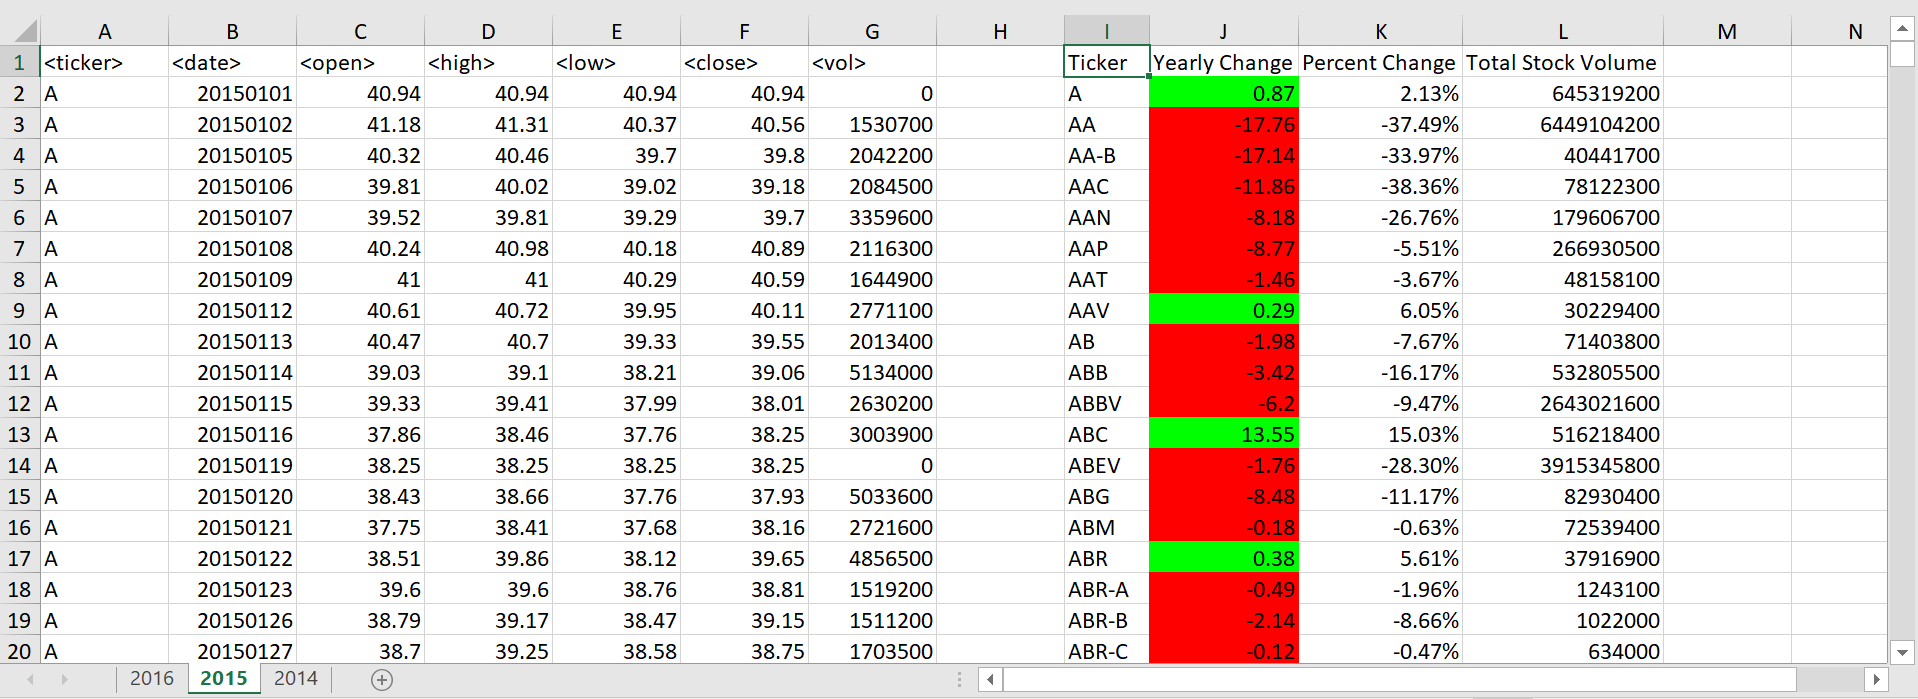 A B C D E F G H I J K L M N
1 <ticker> <date> <open> <high> <low> <close> <vol> Ticker Yearly Change Percent Change Total Stock Volume
2 A 20150101 40.94 40.94 40.94 40.94 0 A 0.87 2.13% 645319200
3 A 20150102 41.18 41.31 40.37 40.56 1530700 AA -17.76 -37.49% 6449104200
4 A 20150105 40.32 40.46 39.7 39.8 2042200 AA-B -17.14 -33.97% 40441700
5 A 20150106 39.81 40.02 39.02 39.18 2084500 AAC -11.86 -38.36% 78122300
6 A 20150107 39.52 39.81 39.29 39.7 3359600 AAN -8.18 -26.76% 179606700
7 A 20150108 40.24 40.98 40.18 40.89 2116300 AAP -8.77 -5.51% 266930500
8 A 20150109 41 41 40.29 40.59 1644900 AAT -1.46 -3.67% 48158100
9 A 20150112 40.61 40.72 39.95 40.11 2771100 AAV 0.29 6.05% 30229400
10 A 20150113 40.47 40.7 39.33 39.55 2013400 AB -1.98 -7.67% 71403800
11 A 20150114 39.03 39.1 38.21 39.06 5134000 ABB -3.42 -16.17% 532805500
12 A 20150115 39.33 39.41 37.99 38.01 2630200 ABBV -6.2 -9.47% 2643021600
13 A 20150116 37.86 38.46 37.76 38.25 3003900 ABC 13.55 15.03% 516218400
14 A 20150119 38.25 38.25 38.25 38.25 0 ABEV -1.76 -28.30% 3915345800
15 A 20150120 38.43 38.66 37.76 37.93 5033600 ABG -8.48 -11.17% 82930400
16 A 20150121 37.75 38.41 37.68 38.16 2721600 ABM -0.18 -0.63% 72539400
17 A 20150122 38.51 39.86 38.12 39.65 4856500 ABR 0.38 5.61% 37916900
18 A 20150123 39.6 39.6 38.76 38.81 1519200 ABR-A -0.49 -1.96% 1243100
19 A 20150126 38.79 39.17 38.47 39.15 1511200 ABR-B -2.14 -8.66% 1022000
20 A 20150127 38.7 39.25 38.58 38.75 1703500 ABR-C -0.12 -0.47% 634000
2016 2015 2014